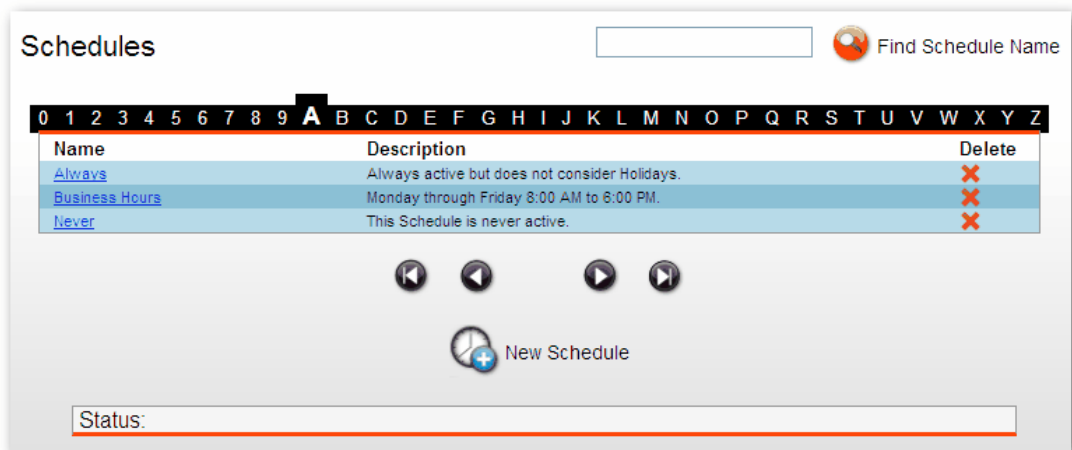 Schedules
Find Schedule Name
0 1 2 3 4 5 6 7 8 9 A B C D E F G H I J K L M N O P Q R S T U V W X Y Z
Name Description Delete
Always Always active but does not consider Holidays.
Business Hours Monday through Friday 8:00 AM to 6:00 PM.
Never This Schedule is never active.
New Schedule
Status: